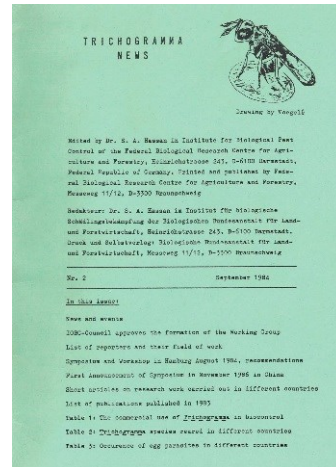 TRICHOGRAMMA
NEWS
Drawing by Voegelé
Edited by Dr. S. A. Hassan in Institute for Biological Pest
Control of the Federal Biological Research Centre for Agri-
culture and Forestry, Heinrichstrasse 243, D-6100 Darmstadt,
Federal Republic of Germany. Printed and published by Fede-
ral Biological Research Centre for Agriculture and Forestry,
Messeweg 11/12, D-3300 Braunschweig
Redakteur: Dr. S. A. Hassan im Institut für biologische
Schädlingsbekämpfung der Biologischen Bundesanstalt für Land-
und Forstwirtschaft, Heinrichstrasse 243, D-6100 Darmstadt.
Druck und Selbstverlag: Biologische Bundesanstalt für Land-
und Forstwirtschaft, Messeweg 11/12, D-3300 Braunschweig
Nr. 2 September 1984
In this issue:
News and events
IOBC-Council approves the formation of the Working Group
List of reporters and their field of work
Symposium and Workshop in Hamburg August 1984, recommendations
First Announcement of Symposium in November 1986 in China
Short articles on research work carried out in different countries
List of publications published in 1983
Table 1: The commercial use of Trichogramma in biocontrol
Table 2: Trichogramma species reared in different countries
Table 3: Occurence of egg parasites in different countries